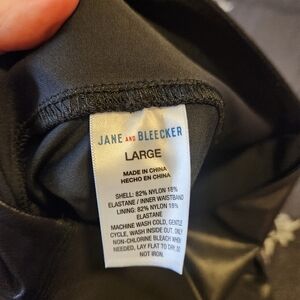 JANE AND BLEECKER
LARGE
MADE IN CHINA
HECHO EN CHINA
SHELL: 82% NYLON 18%
ELASTANE / INNER WAISTBAND
LINING: 82% NYLON 18%
ELASTANE
MACHINE WASH COLD, GENTLE
CYCLE, WASH INSIDE OUT, ONLY
NON-CHLORINE BLEACH WHEN
NEEDED, LAY FLAT TO DRY, DO
NOT IRON.